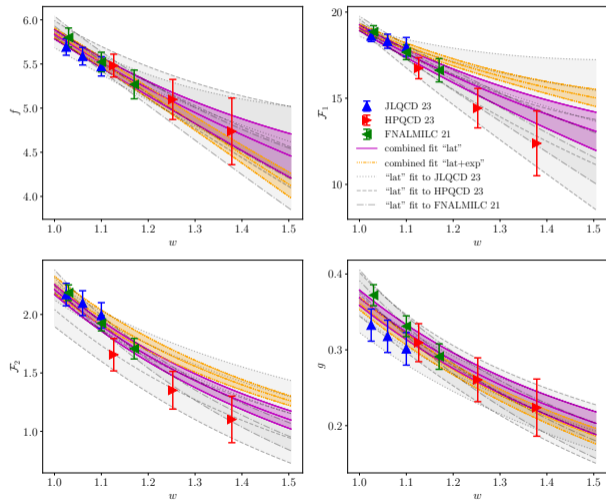 6.0
5.5
5.0
4.5
4.0
f
1.0 1.1 1.2 1.3 1.4 1.5
w
20
15
10
F₁
JLQCD 23
HPQCD 23
FNALMILC 21
combined fit "lat"
combined fit "lat+exp"
"lat" fit to JLQCD 23
"lat" fit to HPQCD 23
"lat" fit to FNALMILC 21
1.0 1.1 1.2 1.3 1.4 1.5
w
2.0
1.5
1.0
F₂
1.0 1.1 1.2 1.3 1.4 1.5
w
0.4
0.3
0.2
g
1.0 1.1 1.2 1.3 1.4 1.5
w